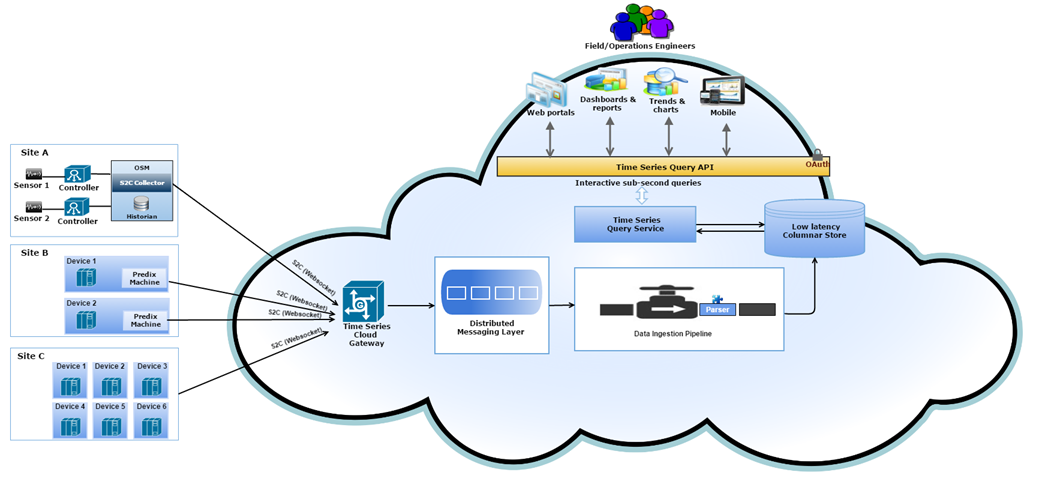 Field/Operations Engineers
Web portals
Dashboards &
reports
Trends &
charts
Mobile
OAuth
Time Series Query API
Interactive sub-second queries
Time Series
Query Service
Low latency
Columnar Store
Site A
Sensor 1
Controller
Sensor 2
Controller
OSM
S2C Collector
Historian
Site B
Device 1
Predix
Machine
Device 2
Predix
Machine
Site C
Device 1
Device 2
Device 3
Device 4
Device 5
Device 6
S2C (Websocket)
S2C (Websocket)
S2C (Websocket)
S2C (Websocket)
Time Series
Cloud
Gateway
Distributed
Messaging Layer
Parser
Data Ingestion Pipeline